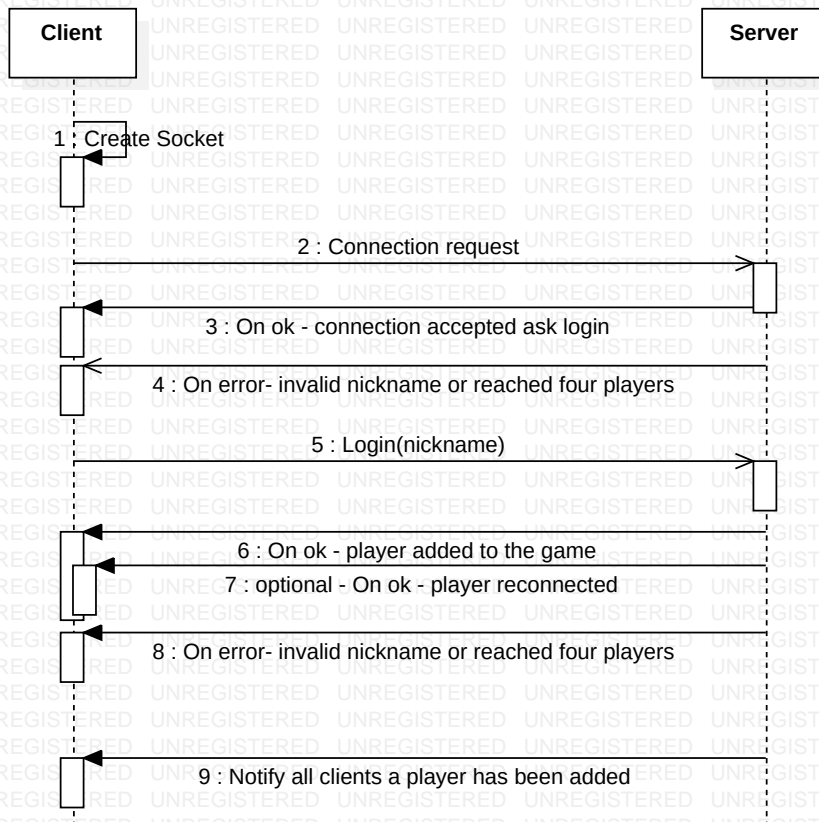 Client
Server
1 : Create Socket
2 : Connection request
3 : On ok - connection accepted ask login
4 : On error- invalid nickname or reached four players
5 : Login(nickname)
6 : On ok - player added to the game
7 : optional - On ok - player reconnected
8 : On error- invalid nickname or reached four players
9 : Notify all clients a player has been added
UNREGISTERED